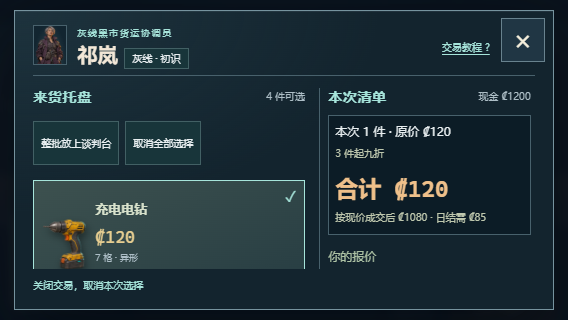 灰线黑市货运协调员
祁岚 灰线 · 初识
交易教程？
×
来货托盘
4 件可选
整批放上谈判台
取消全部选择
充电电钻
₡120
7 格 · 异形
本次清单
现金 ₡1200
本次 1 件 · 原价 ₡120
3 件起九折
合计 ₡120
按现价成交后 ₡1080 · 日结需 ₡85
你的报价
关闭交易，取消本次选择